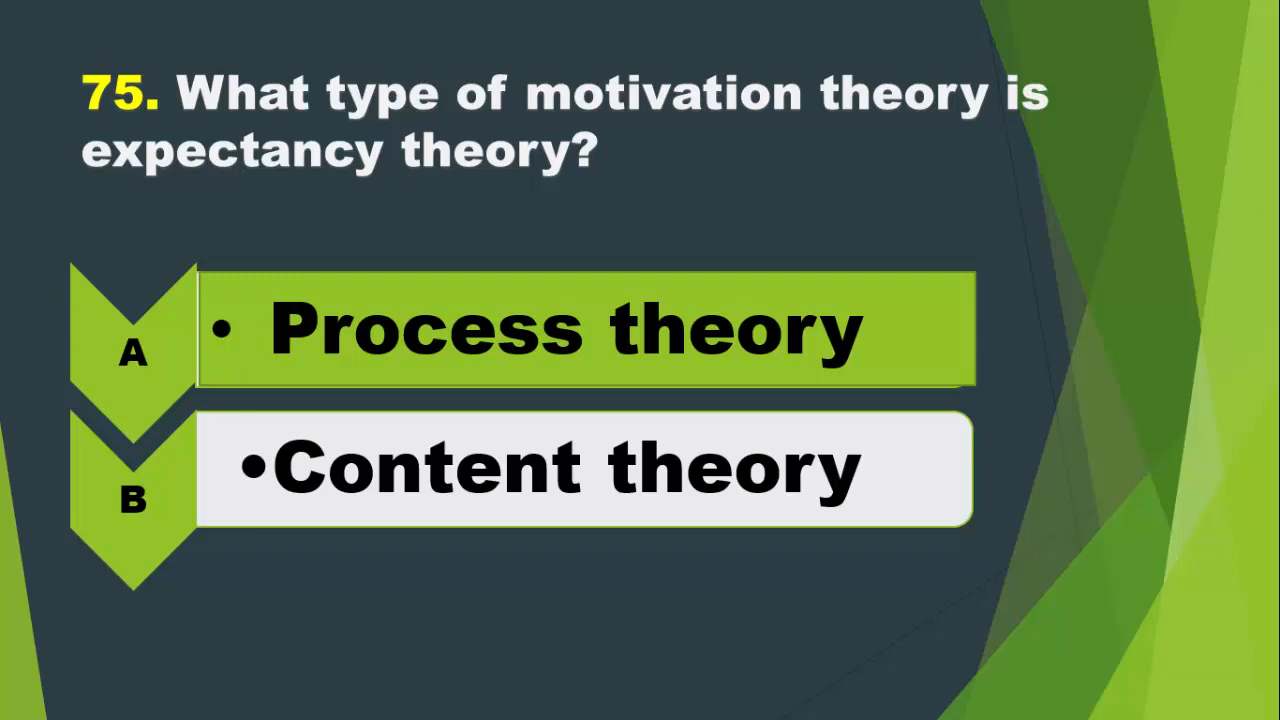 75. What type of motivation theory is
expectancy theory?
A
• Process theory
B
•Content theory